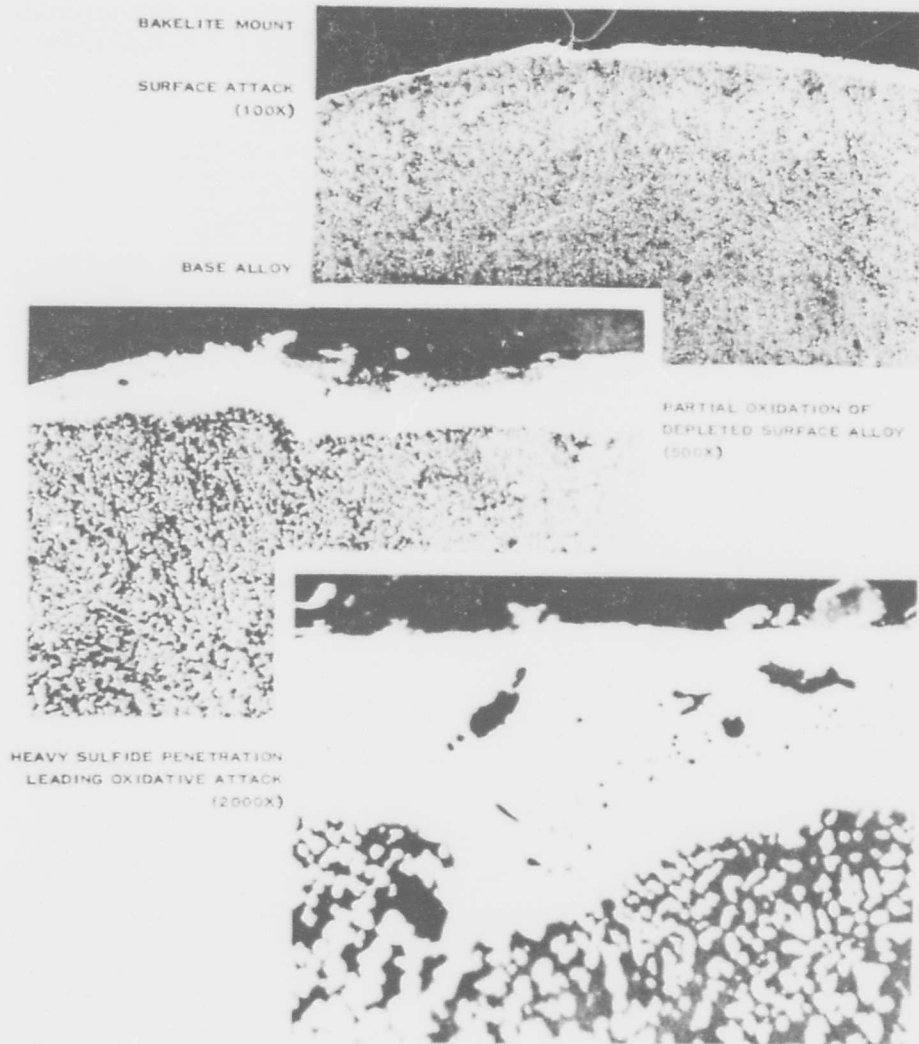 BAKELITE MOUNT
SURFACE ATTACK
(100X)
BASE ALLOY
PARTIAL OXIDATION OF
DEPLETED SURFACE ALLOY
(500X)
HEAVY SULFIDE PENETRATION
LEADING OXIDATIVE ATTACK
(2000X)